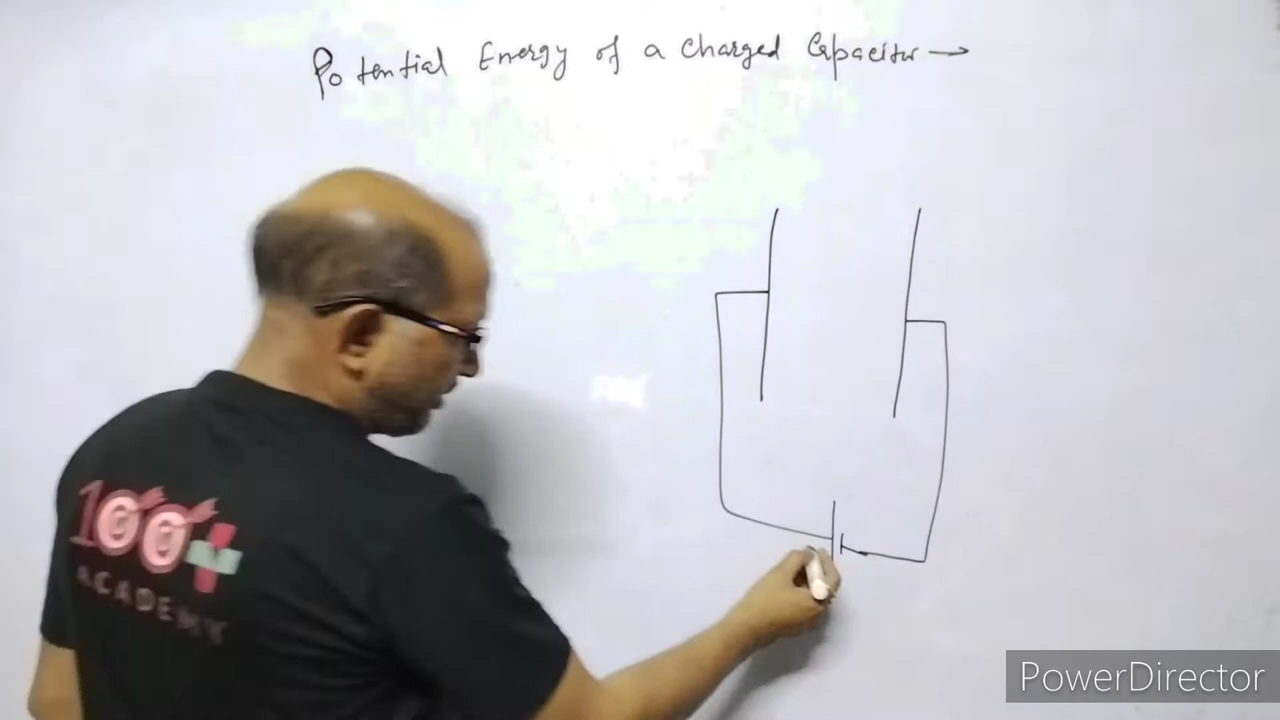 Potential Energy of a Charged Capacitor →
100+
ACADEMY
PowerDirector